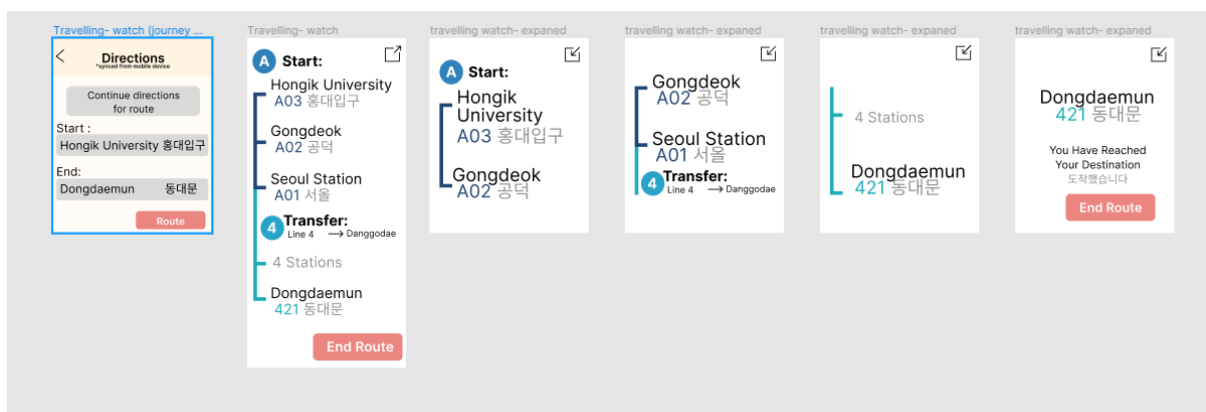 Travelling- watch (journey ...
Directions
*synced from mobile device
Continue directions
for route
Start :
Hongik University 홍대입구
End:
Dongdaemun 동대문
Route
Travelling- watch
A Start:
Hongik University
A03 홍대입구
Gongdeok
A02 공덕
Seoul Station
A01 서울
4 Transfer:
Line 4 → Danggodae
4 Stations
Dongdaemun
421 동대문
End Route
travelling watch- expaned
A Start:
Hongik
University
A03 홍대입구
Gongdeok
A02 공덕
travelling watch- expaned
Gongdeok
A02 공덕
Seoul Station
A01 서울
4 Transfer:
Line 4 → Danggodae
travelling watch- expaned
4 Stations
Dongdaemun
421 동대문
travelling watch- expaned
Dongdaemun
421 동대문
You Have Reached
Your Destination
도착했습니다
End Route